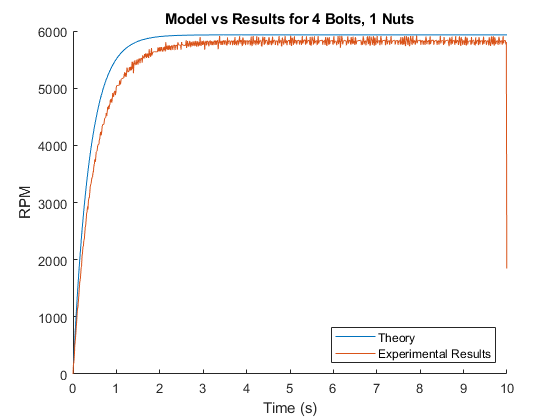 Model vs Results for 4 Bolts, 1 Nuts
6000
5000
4000
3000
2000
1000
0
RPM
0 1 2 3 4 5 6 7 8 9 10
Time (s)
Theory
Experimental Results